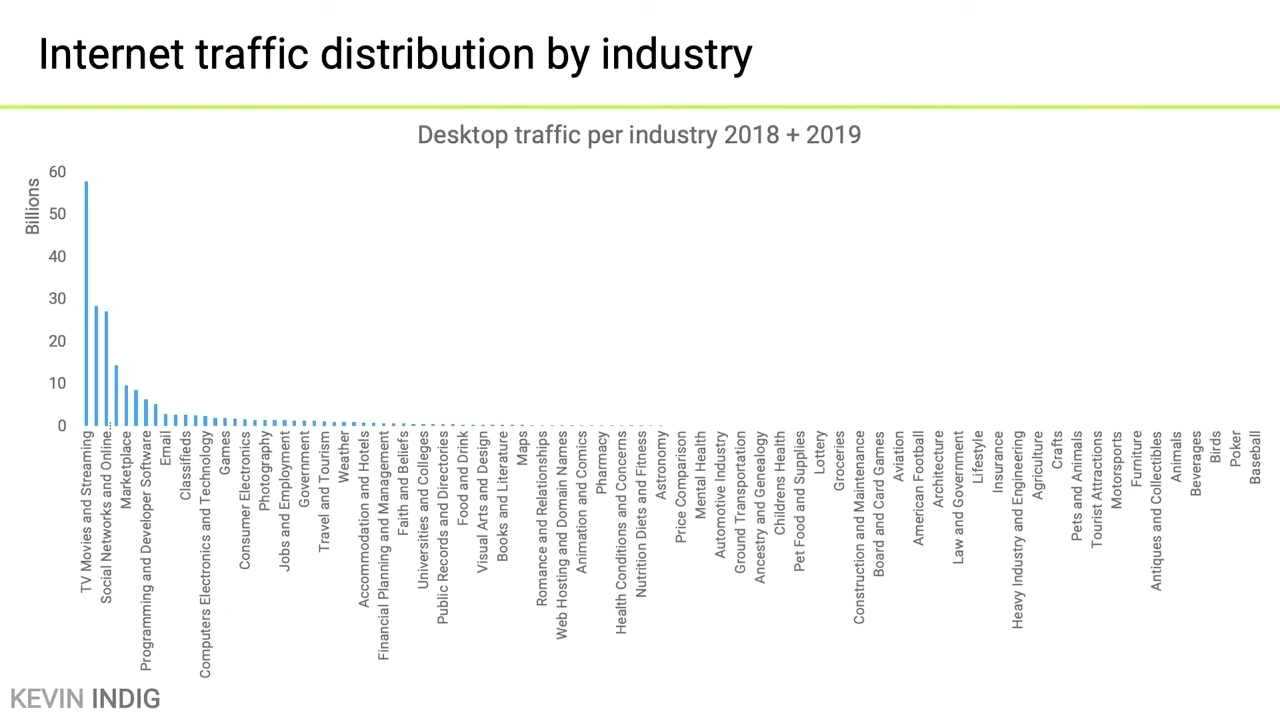 Internet traffic distribution by industry
Desktop traffic per industry 2018 + 2019
Billions
60
50
40
30
20
10
0
TV Movies and Streaming
Social Networks and Online...
Marketplace
Programming and Developer Software
Email
Classifieds
Computers Electronics and Technology
Games
Consumer Electronics
Photography
Jobs and Employment
Government
Travel and Tourism
Weather
Accommodation and Hotels
Financial Planning and Management
Faith and Beliefs
Universities and Colleges
Public Records and Directories
Food and Drink
Visual Arts and Design
Books and Literature
Maps
Romance and Relationships
Web Hosting and Domain Names
Animation and Comics
Pharmacy
Health Conditions and Concerns
Nutrition Diets and Fitness
Astronomy
Price Comparison
Mental Health
Automotive Industry
Ground Transportation
Ancestry and Genealogy
Childrens Health
Pet Food and Supplies
Lottery
Groceries
Construction and Maintenance
Board and Card Games
Aviation
American Football
Architecture
Law and Government
Lifestyle
Insurance
Heavy Industry and Engineering
Agriculture
Crafts
Pets and Animals
Tourist Attractions
Motorsports
Furniture
Antiques and Collectibles
Animals
Beverages
Birds
Poker
Baseball
KEVIN INDIG